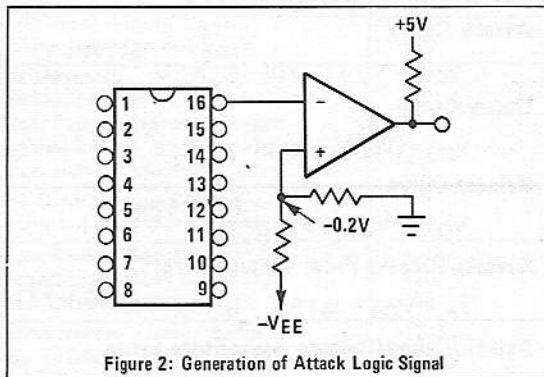 +5V
1 16
2 15
3 14
4 13
5 12
6 11
7 10
8 9
−
+
−0.2V
−VEE
Figure 2: Generation of Attack Logic Signal